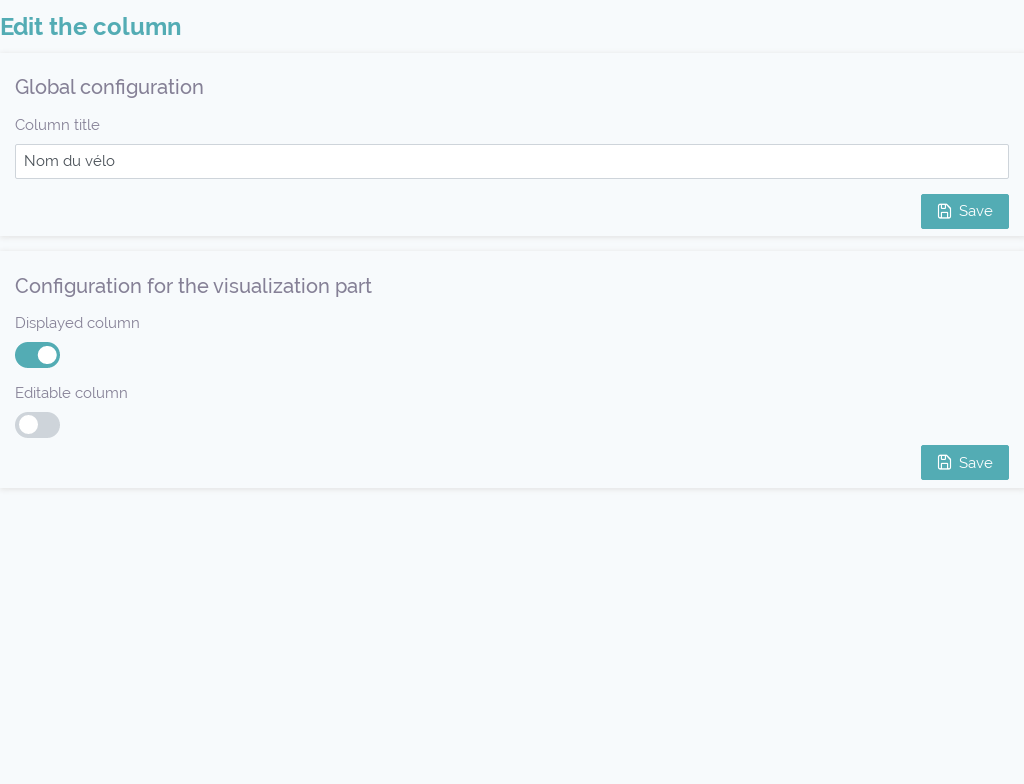 Edit the column
Global configuration
Column title
Nom du vélo
Save
Configuration for the visualization part
Displayed column
Editable column
Save